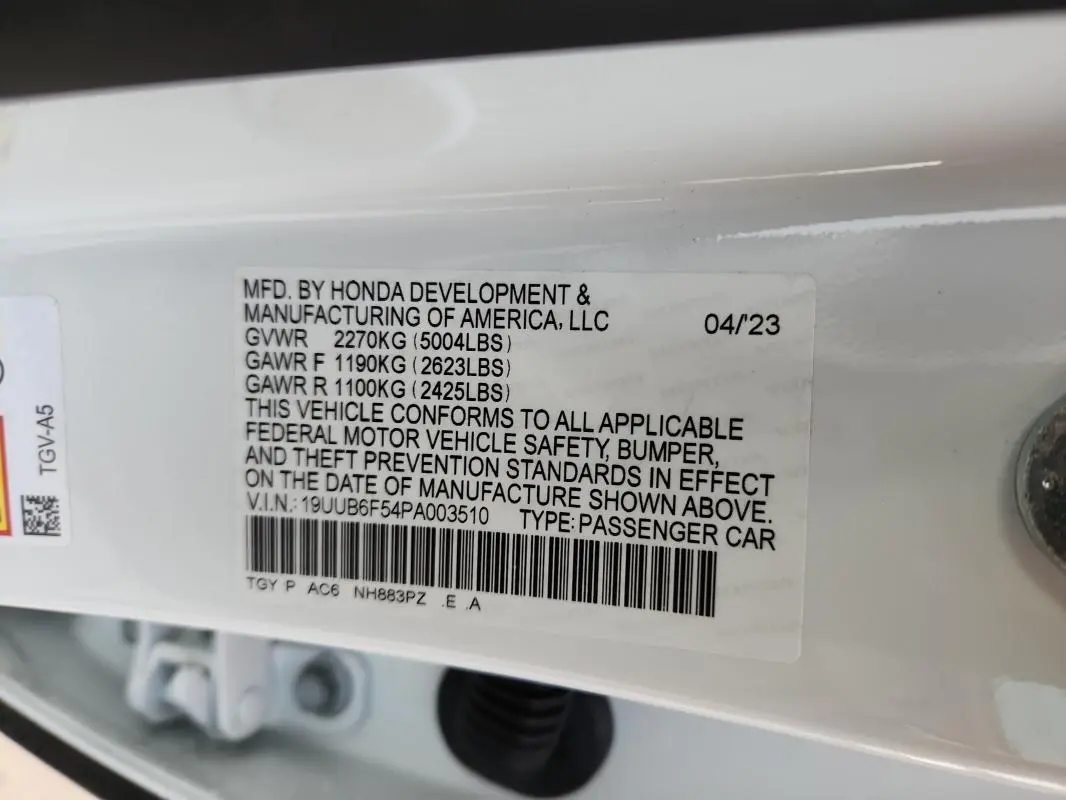 MFD. BY HONDA DEVELOPMENT &
MANUFACTURING OF AMERICA, LLC 04/'23
GVWR 2270KG (5004LBS)
GAWR F 1190KG (2623LBS)
GAWR R 1100KG (2425LBS)
THIS VEHICLE CONFORMS TO ALL APPLICABLE
FEDERAL MOTOR VEHICLE SAFETY, BUMPER,
AND THEFT PREVENTION STANDARDS IN EFFECT
ON THE DATE OF MANUFACTURE SHOWN ABOVE.
V.I.N.: 19UUB6F54PA003510 TYPE: PASSENGER CAR
TGY P AC6 NH883PZ .E .A
TGV-A5